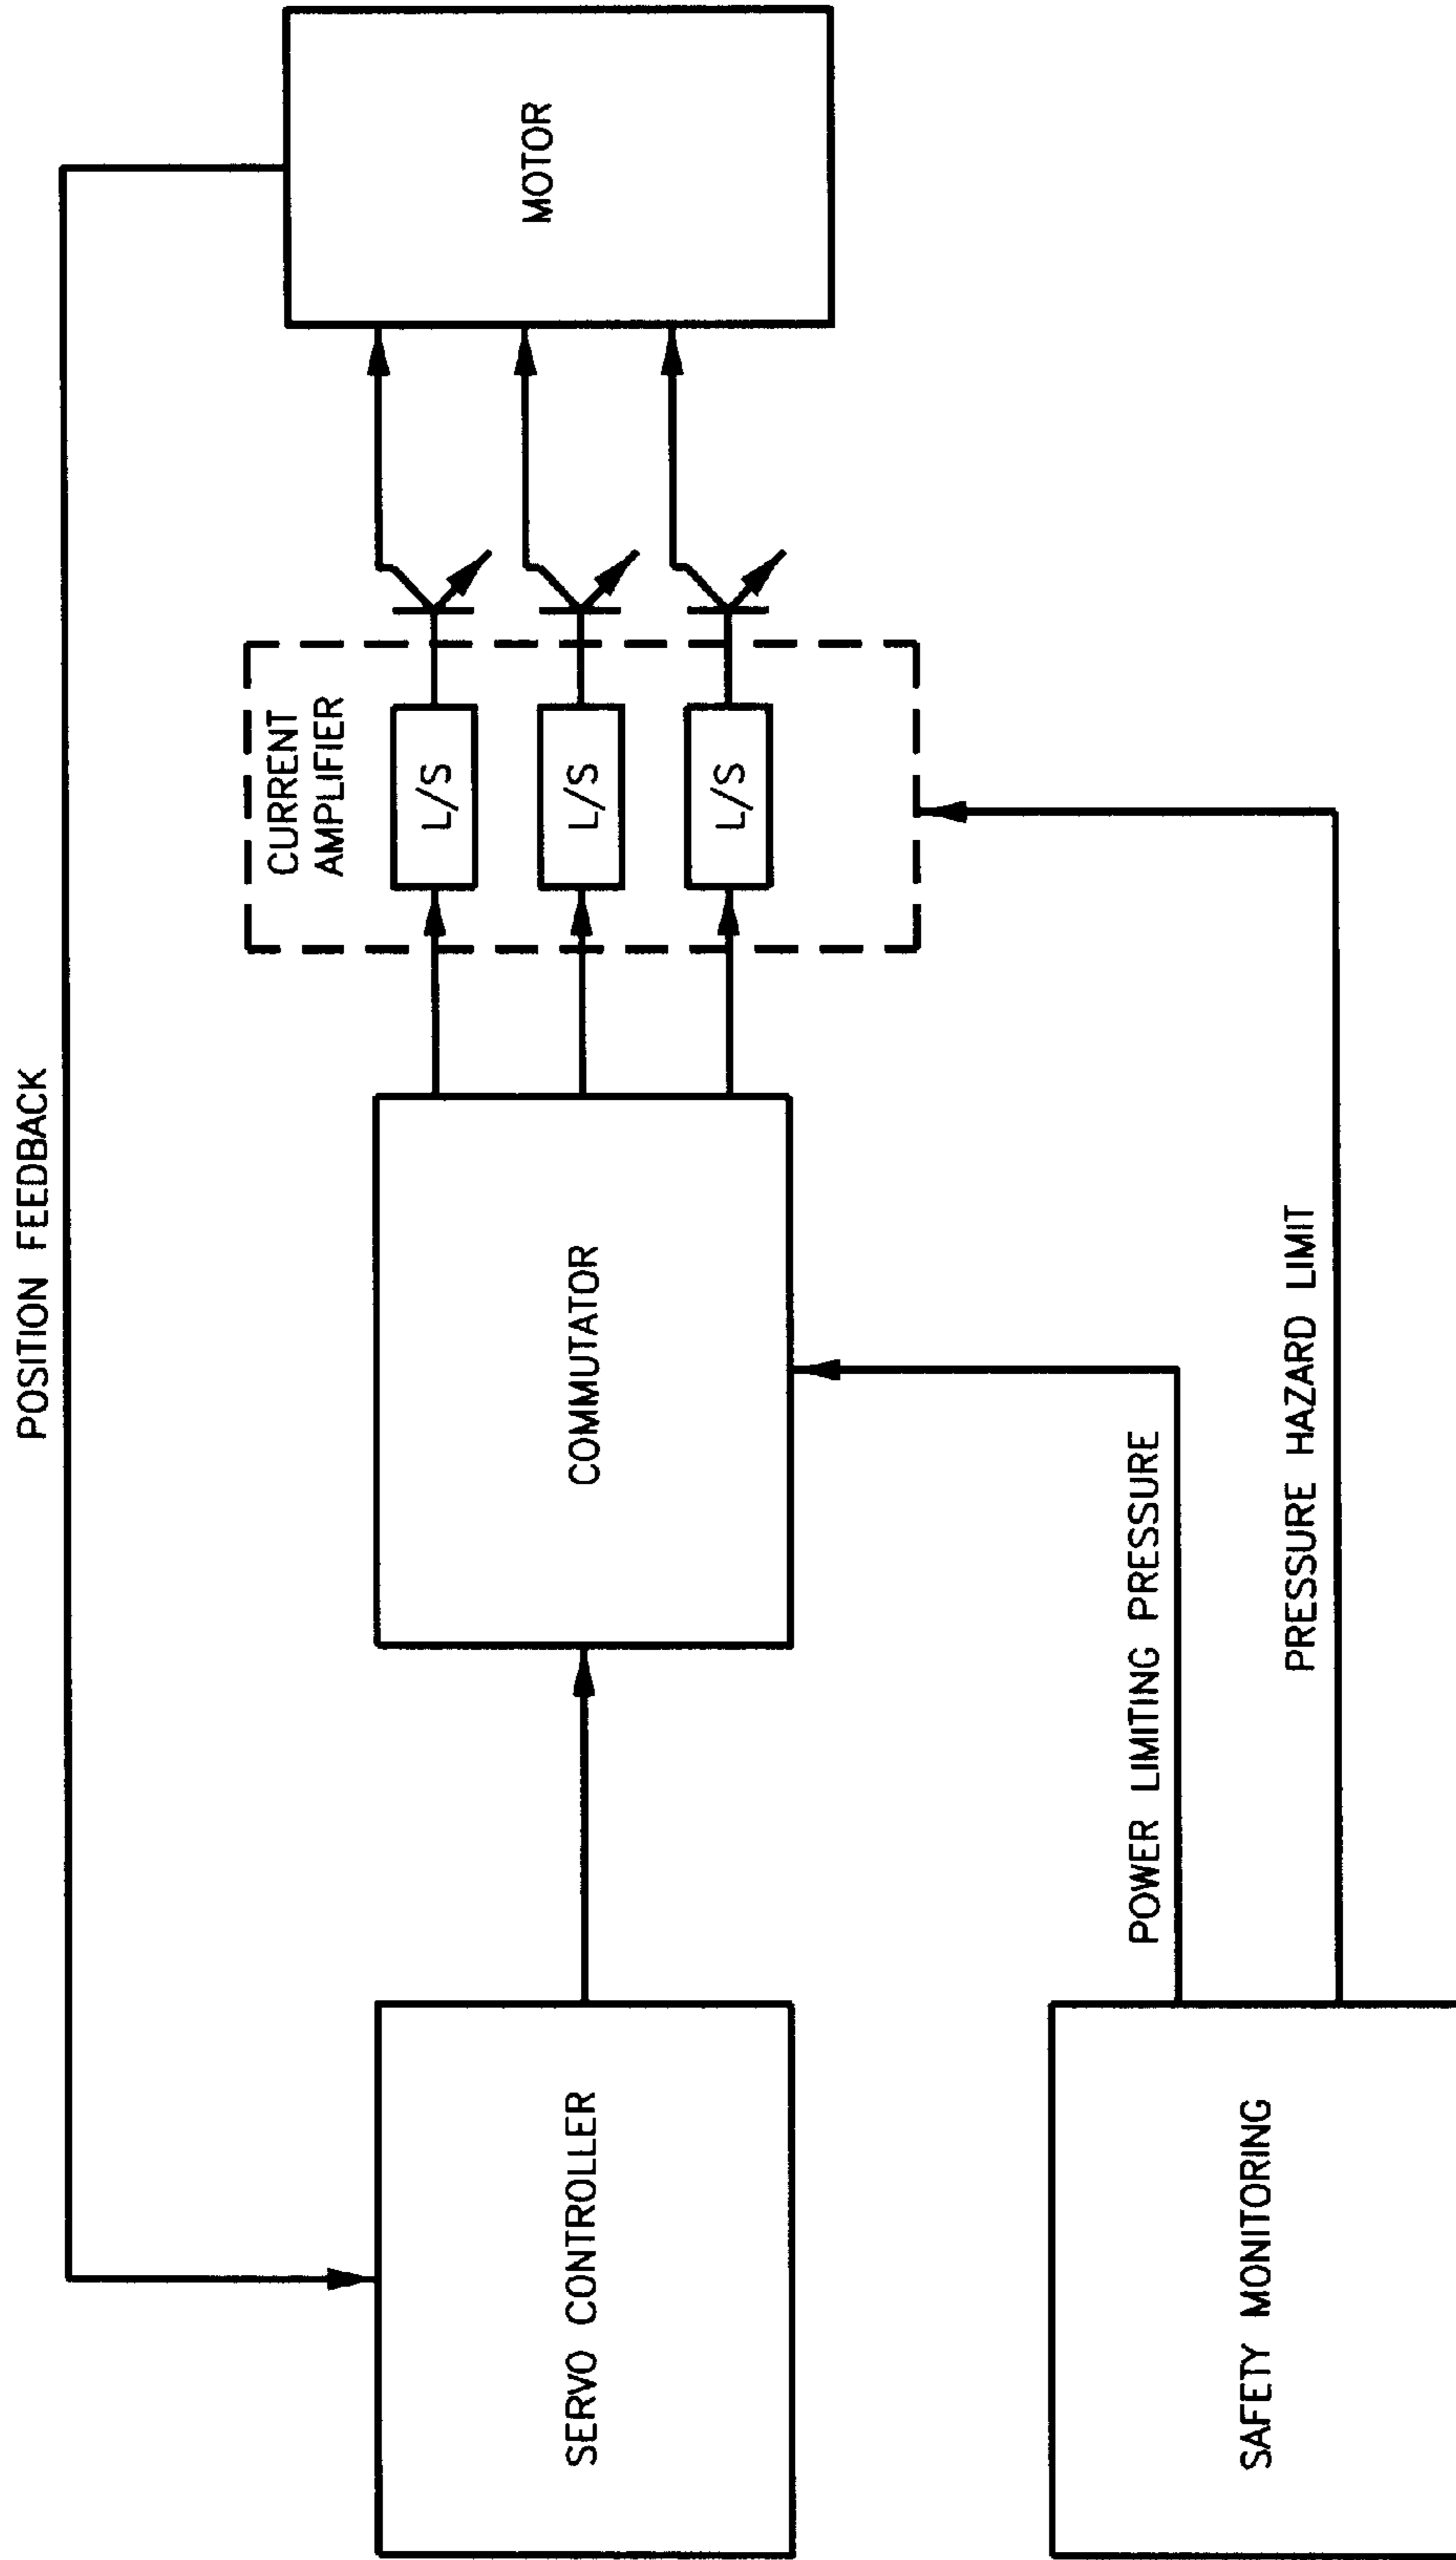 POSITION FEEDBACK
SERVO CONTROLLER
COMMUTATOR
CURRENT
AMPLIFIER
L/S
L/S
L/S
MOTOR
SAFETY MONITORING
POWER LIMITING PRESSURE
PRESSURE HAZARD LIMIT